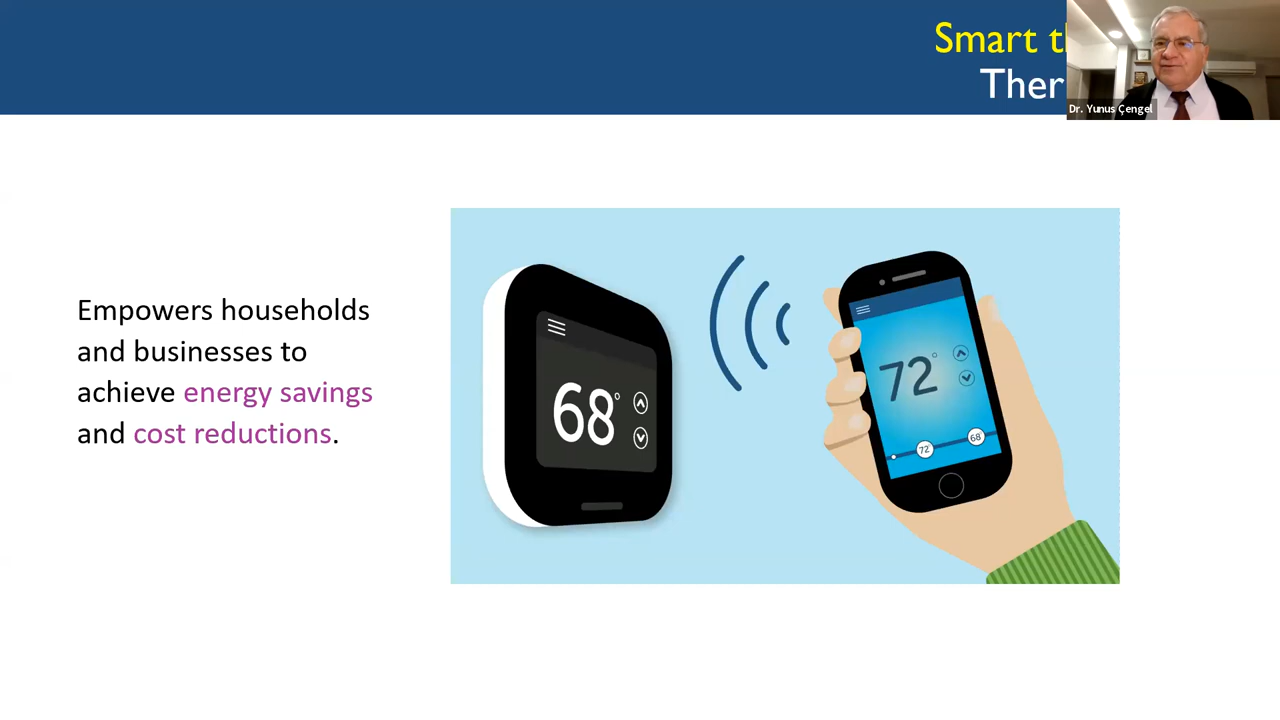 Smart
Ther
Dr. Yunus Çengel
Empowers households
and businesses to
achieve energy savings
and cost reductions.
68°
72°
72
68